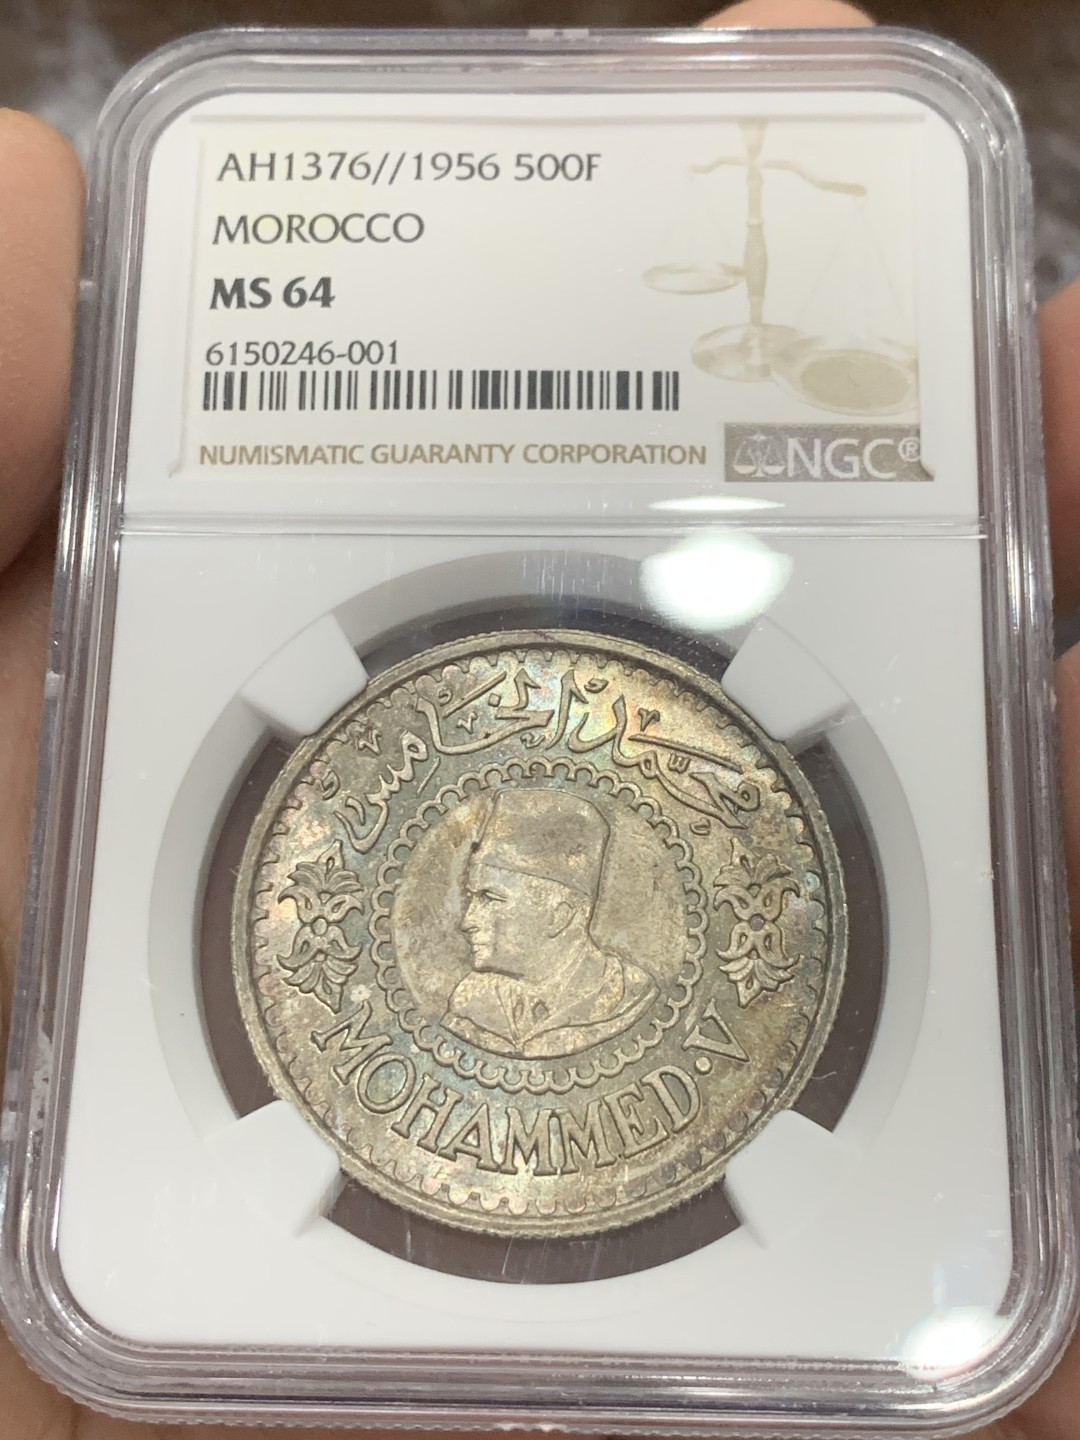 AH1376//1956 500F
MOROCCO
MS 64
6150246-001
NUMISMATIC GUARANTY CORPORATION
NGC®
محمد الخامس
MOHAMMED·V